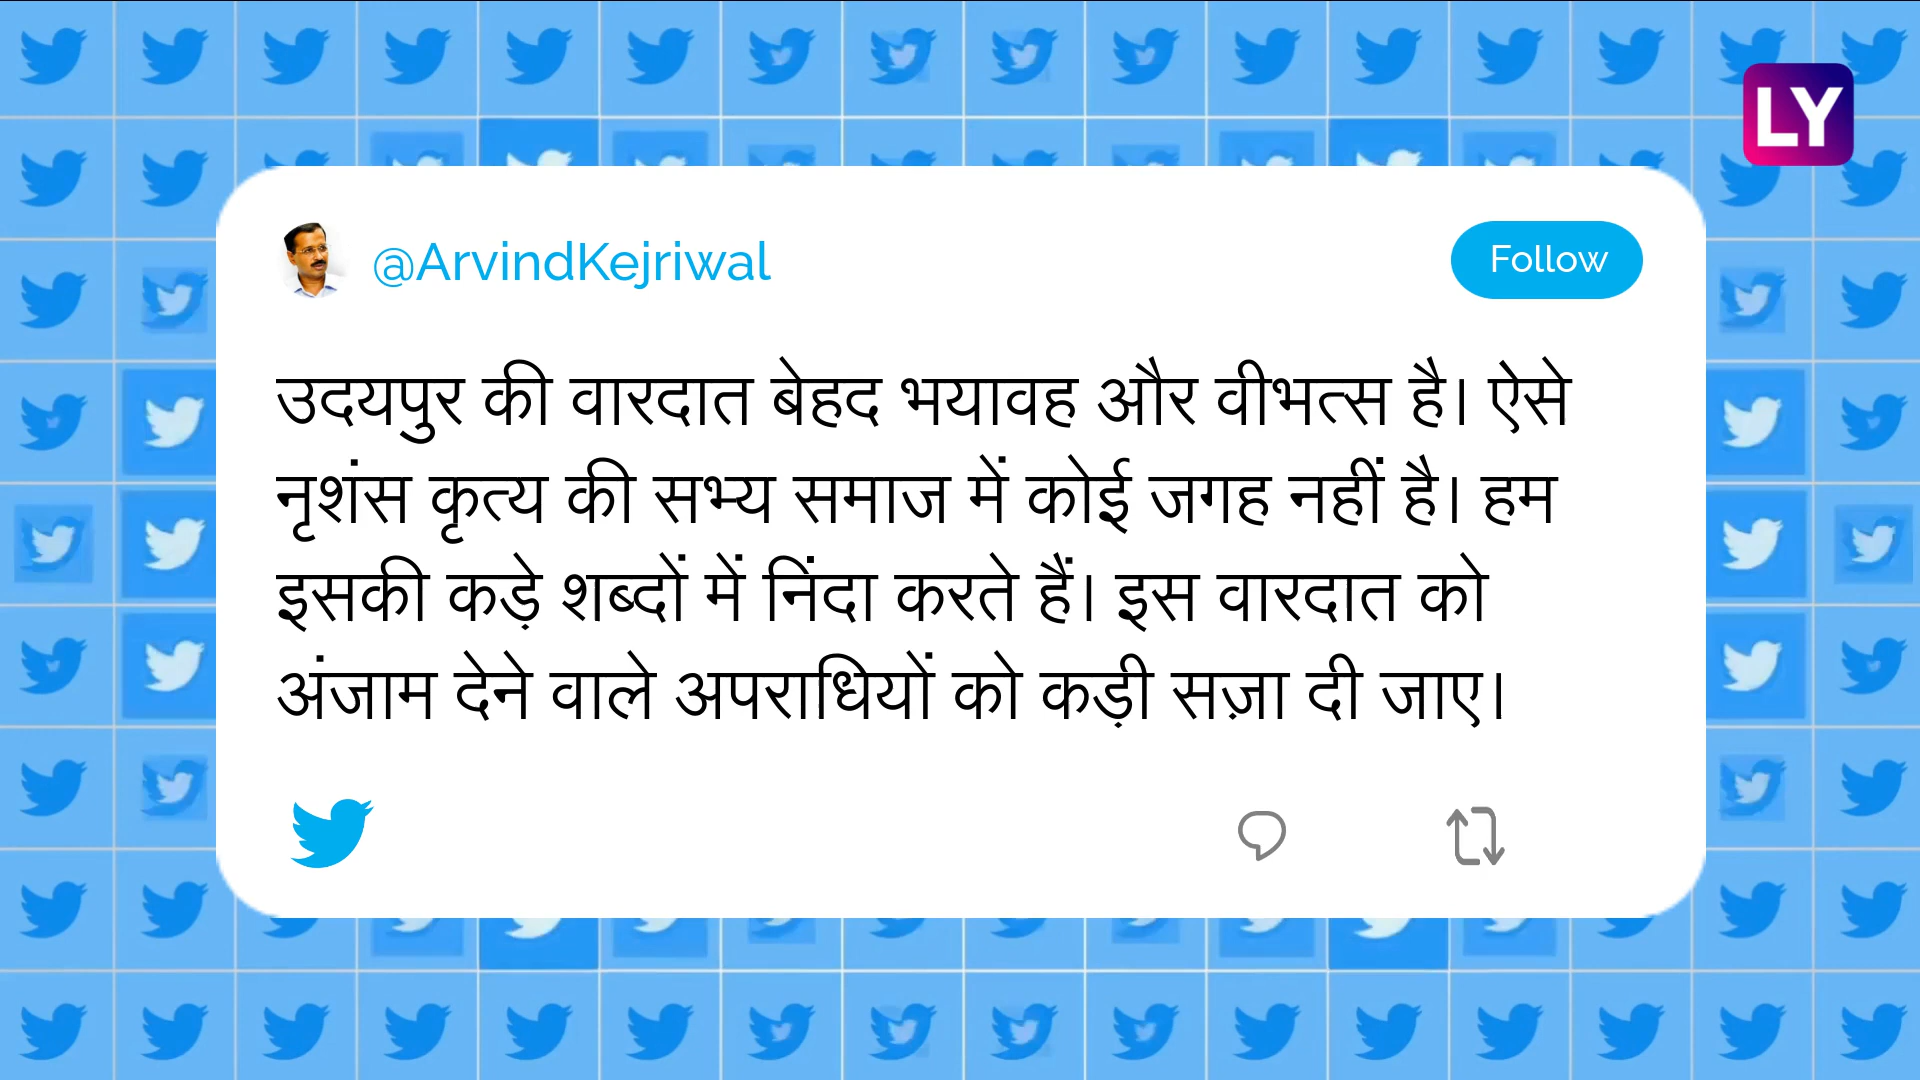 LY
@ArvindKejriwal
Follow
उदयपुर की वारदात बेहद भयावह और वीभत्स है। ऐसे
नृशंस कृत्य की सभ्य समाज में कोई जगह नहीं है। हम
इसकी कड़े शब्दों में निंदा करते हैं। इस वारदात को
अंजाम देने वाले अपराधियों को कड़ी सज़ा दी जाए।